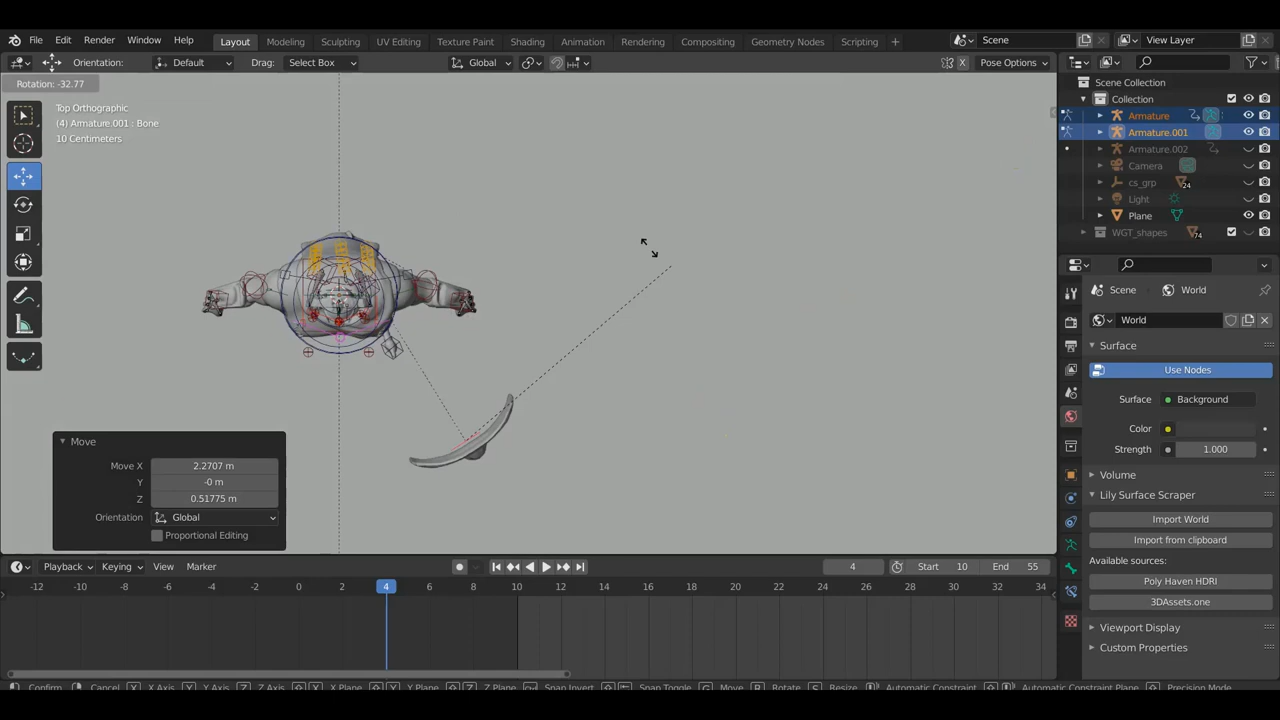 File Edit Render Window Help Layout Modeling Sculpting UV Editing Texture Paint Shading Animation Rendering Compositing Geometry Nodes Scripting + Scene View Layer
Orientation: Default Drag: Select Box Global X Pose Options
Rotation: -32.77
Top Orthographic
(4) Armature.001 : Bone
10 Centimeters
Scene Collection
Collection
Armature
Armature.001
Armature.002
Camera
cs_grp 24
Light
Plane
WGT_shapes 74
Scene World
World
Surface
Use Nodes
Surface Background
Color
Strength 1.000
Volume
Lily Surface Scraper
Import World
Import from clipboard
Available sources:
Poly Haven HDRI
3DAssets.one
Viewport Display
Custom Properties
Move
Move X 2.2707 m
Y -0 m
Z 0.51775 m
Orientation Global
Proportional Editing
Playback Keying View Marker 4 Start 10 End 55
-12 -10 -8 -6 -4 -2 0 2 4 6 8 10 12 14 16 18 20 22 24 26 28 30 32 34
Confirm Cancel X X Axis Y Y Axis Z Z Axis X X Plane Y Y Plane Z Z Plane Snap Invert Snap Toggle G Move R Rotate S Resize Automatic Constraint Automatic Constraint Plane Precision Mode